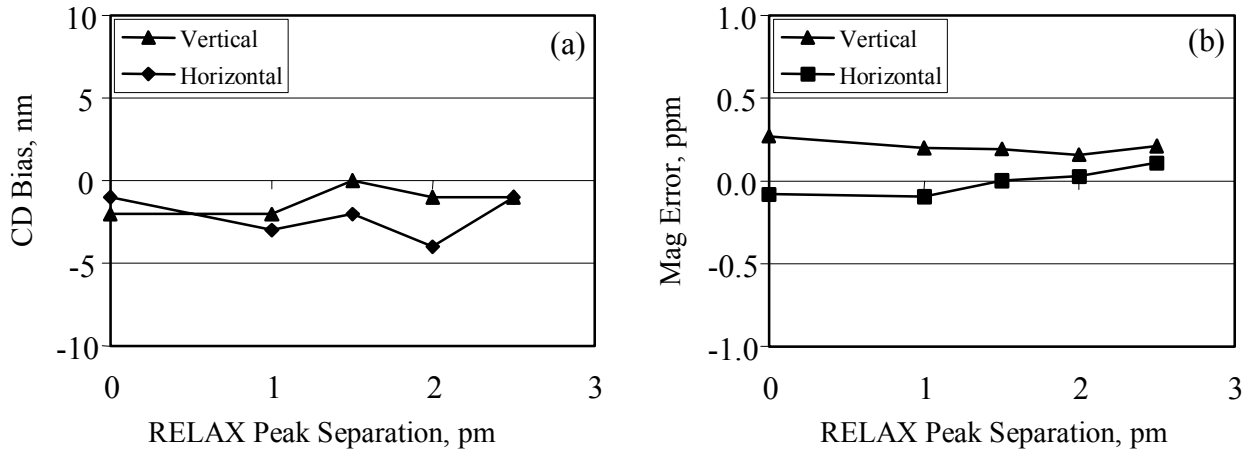 10
5
0
-5
-10
CD Bias, nm
Vertical
Horizontal
(a)
0 1 2 3
RELAX Peak Separation, pm
1.0
0.5
0.0
-0.5
-1.0
Mag Error, ppm
Vertical
Horizontal
(b)
0 1 2 3
RELAX Peak Separation, pm